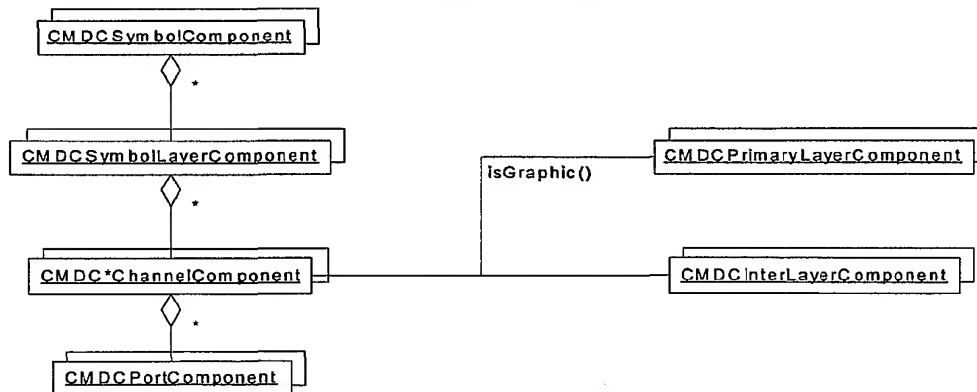 CMDCSymbolComponent
*
CMDCSymbolLayerComponent
*
isGraphic()
CMDCPrimaryLayerComponent
CMDC*ChannelComponent
CMDCInterLayerComponent
*
CMDCPortComponent